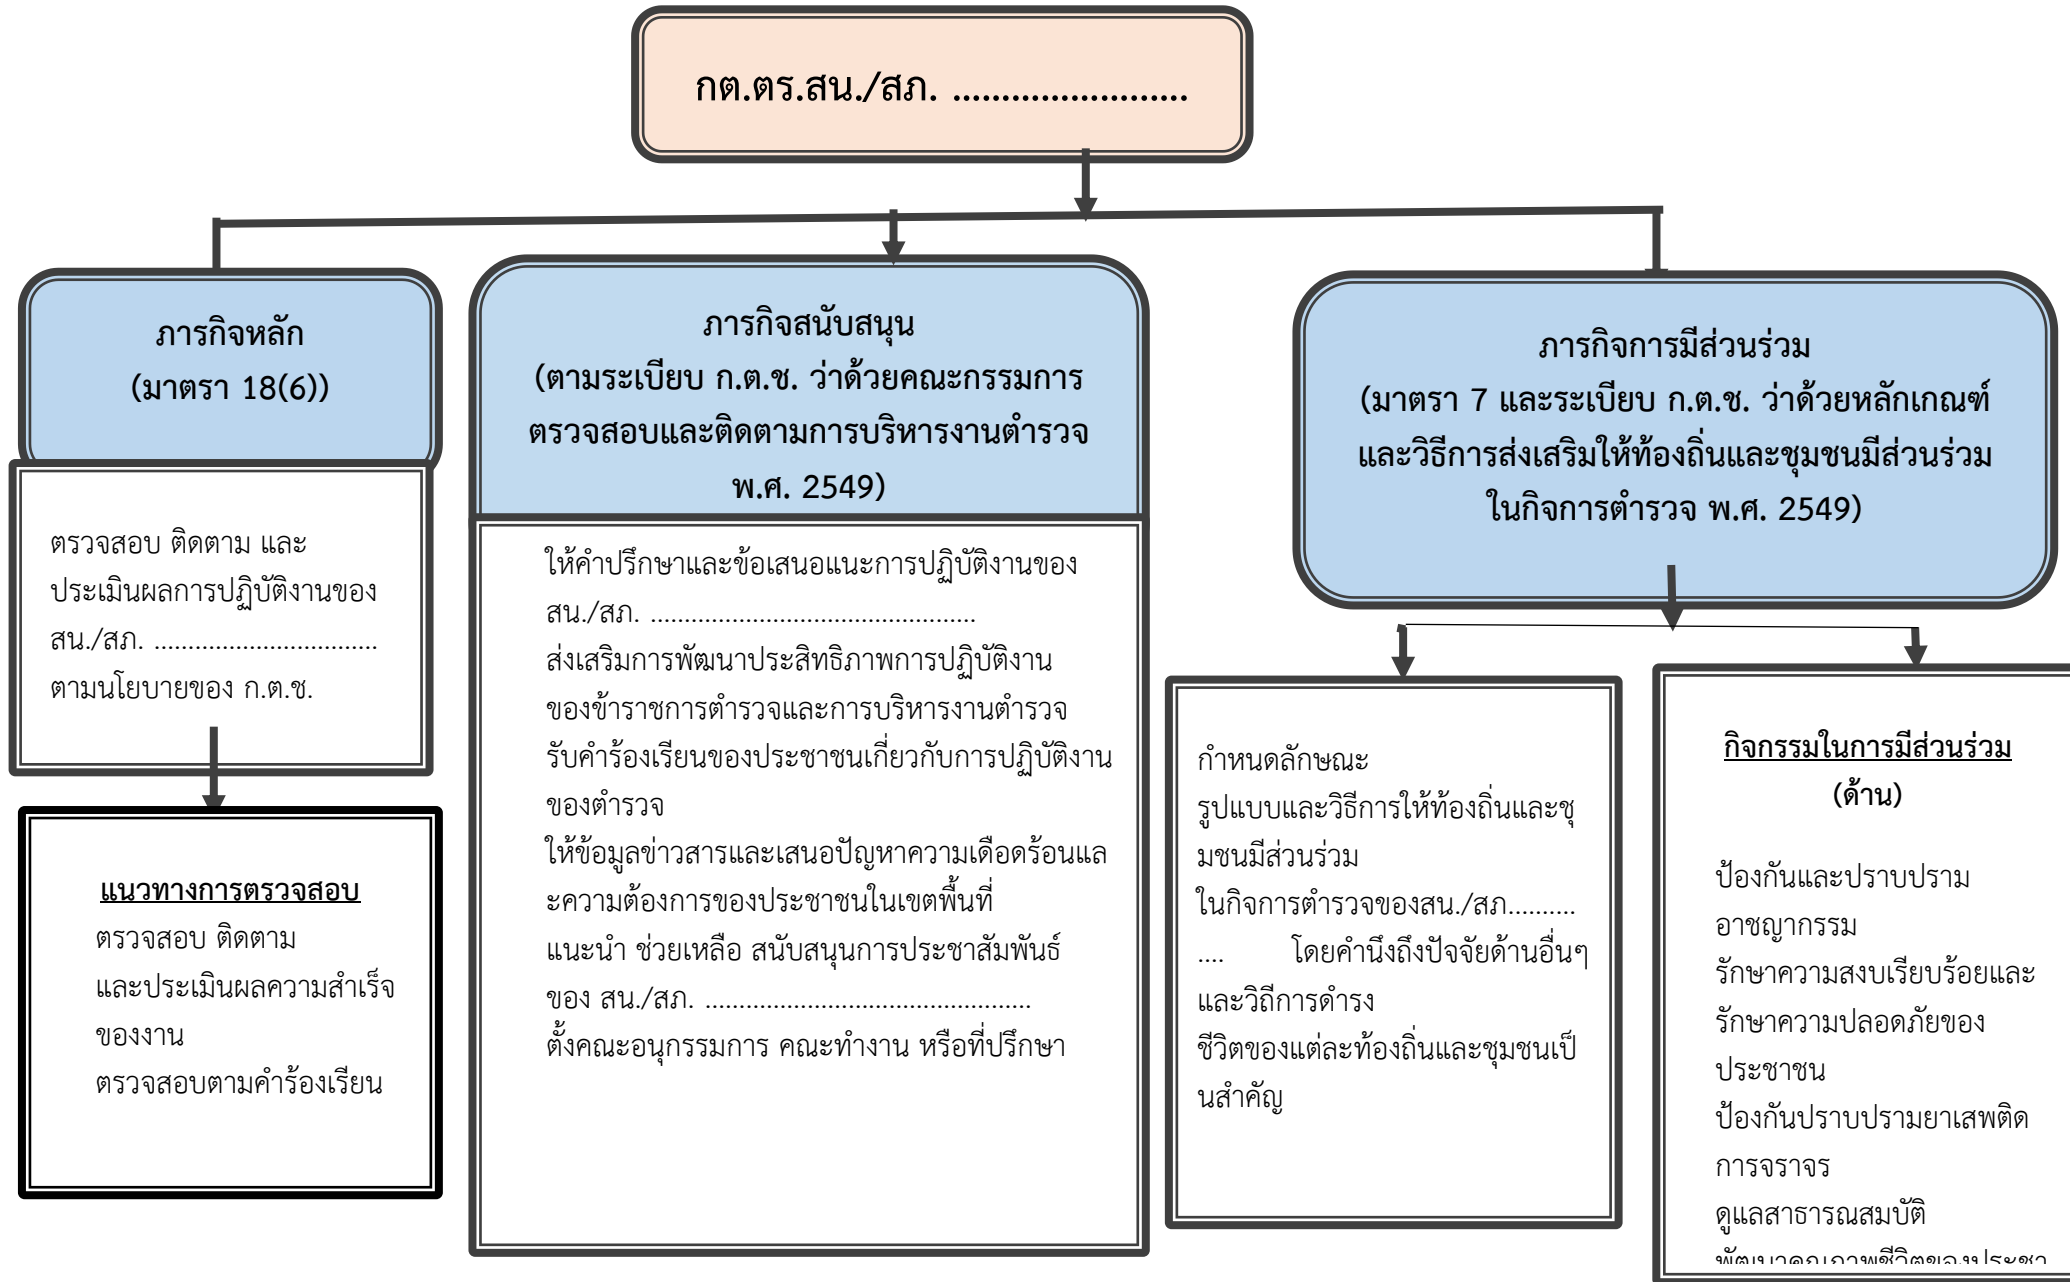 กต.ตร.สน./สภ. ........................
ภารกิจหลัก
(มาตรา 18(6))
ตรวจสอบ ติดตาม และ
ประเมินผลการปฏิบัติงานของ
สน./สภ. .................................
ตามนโยบายของ ก.ต.ช.
แนวทางการตรวจสอบ
ตรวจสอบ ติดตาม
และประเมินผลความสำเร็จ
ของงาน
ตรวจสอบตามคำร้องเรียน
ภารกิจสนับสนุน
(ตามระเบียบ ก.ต.ช. ว่าด้วยคณะกรรมการ
ตรวจสอบและติดตามการบริหารงานตำรวจ
พ.ศ. 2549)
ให้คำปรึกษาและข้อเสนอแนะการปฏิบัติงานของ
สน./สภ. ................................................
ส่งเสริมการพัฒนาประสิทธิภาพการปฏิบัติงาน
ของข้าราชการตำรวจและการบริหารงานตำรวจ
รับคำร้องเรียนของประชาชนเกี่ยวกับการปฏิบัติงาน
ของตำรวจ
ให้ข้อมูลข่าวสารและเสนอปัญหาความเดือดร้อนแล
ะความต้องการของประชาชนในเขตพื้นที่
แนะนำ ช่วยเหลือ สนับสนุนการประชาสัมพันธ์
ของ สน./สภ. ................................................
ตั้งคณะอนุกรรมการ คณะทำงาน หรือที่ปรึกษา
ภารกิจการมีส่วนร่วม
(มาตรา 7 และระเบียบ ก.ต.ช. ว่าด้วยหลักเกณฑ์
และวิธีการส่งเสริมให้ท้องถิ่นและชุมชนมีส่วนร่วม
ในกิจการตำรวจ พ.ศ. 2549)
กำหนดลักษณะ
รูปแบบและวิธีการให้ท้องถิ่นและชุ
มชนมีส่วนร่วม
ในกิจการตำรวจของสน./สภ..........
.... โดยคำนึงถึงปัจจัยด้านอื่นๆ
และวิถีการดำรง
ชีวิตของแต่ละท้องถิ่นและชุมชนเป็
นสำคัญ
กิจกรรมในการมีส่วนร่วม
(ด้าน)
ป้องกันและปราบปราม
อาชญากรรม
รักษาความสงบเรียบร้อยและ
รักษาความปลอดภัยของ
ประชาชน
ป้องกันปราบปรามยาเสพติด
การจราจร
ดูแลสาธารณสมบัติ
พัฒนาคุณภาพชีวิตของประชา